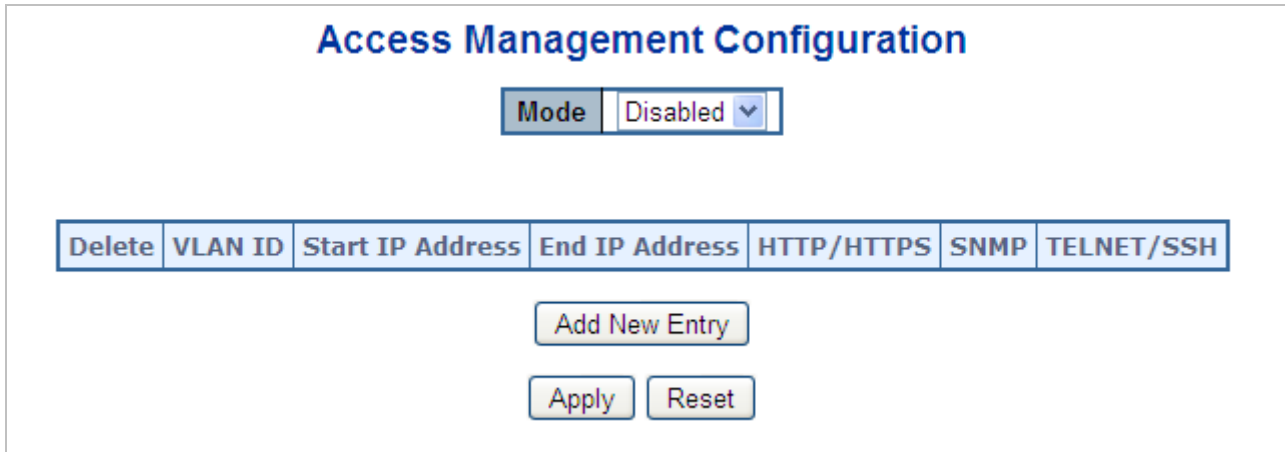 Access Management Configuration
Mode Disabled
Delete VLAN ID Start IP Address End IP Address HTTP/HTTPS SNMP TELNET/SSH
Add New Entry
Apply Reset